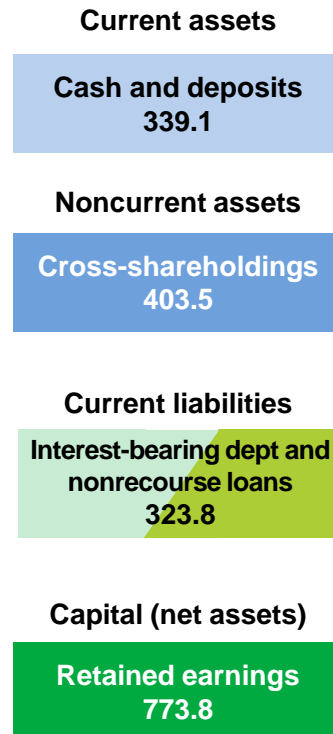 Current assets
Cash and deposits
339.1
Noncurrent assets
Cross-shareholdings
403.5
Current liabilities
Interest-bearing dept and
nonrecourse loans
323.8
Capital (net assets)
Retained earnings
773.8